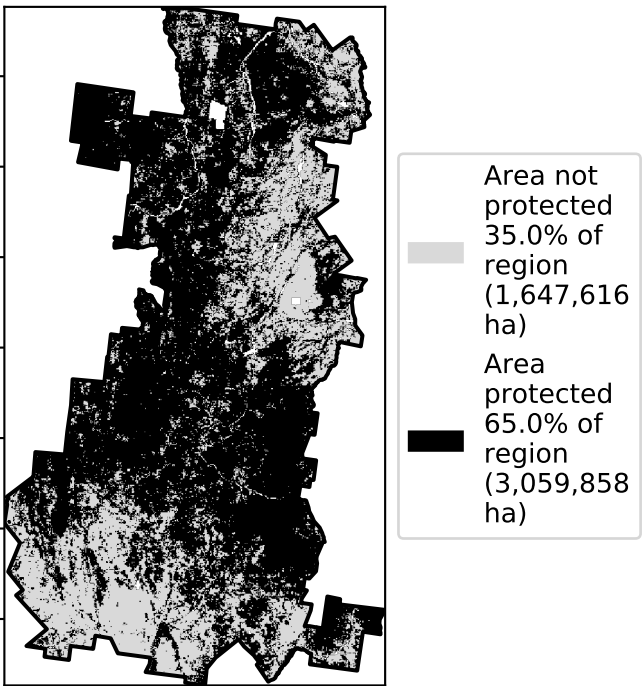 Area not
protected
35.0% of
region
(1,647,616
ha)
Area
protected
65.0% of
region
(3,059,858
ha)